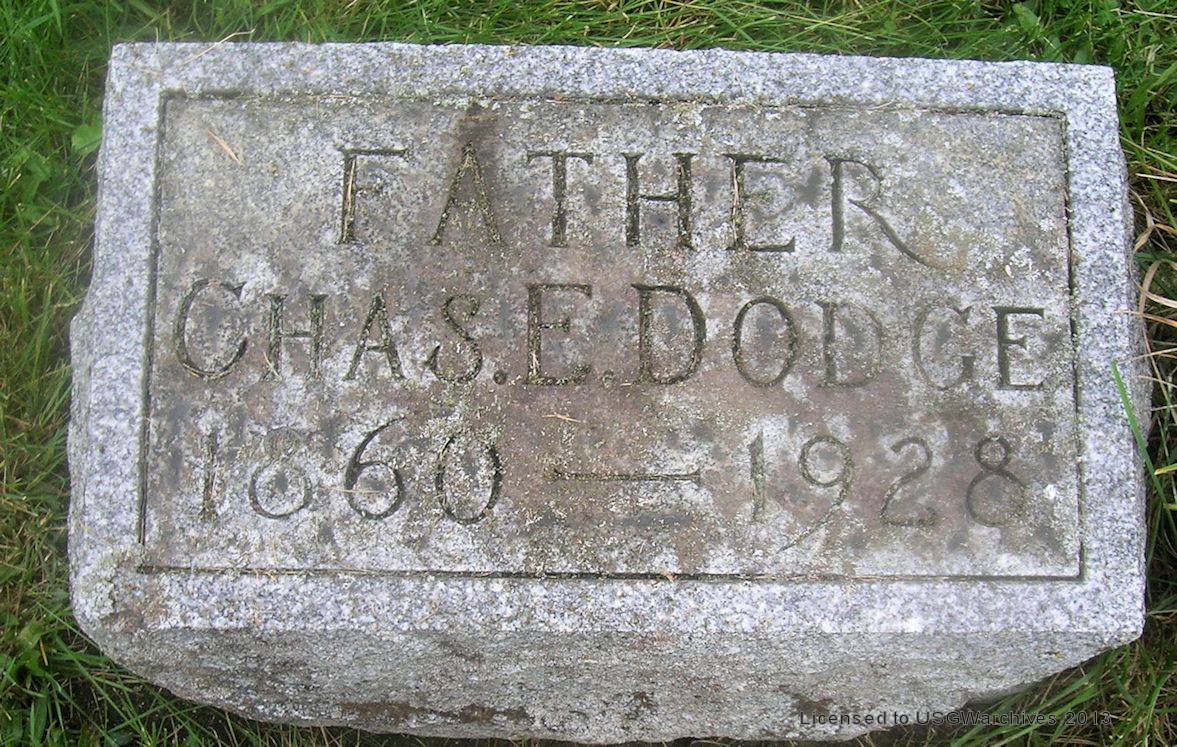 FATHER
CHAS. E. DODGE
1860 — 1928
Licensed to USGWarchives 2013